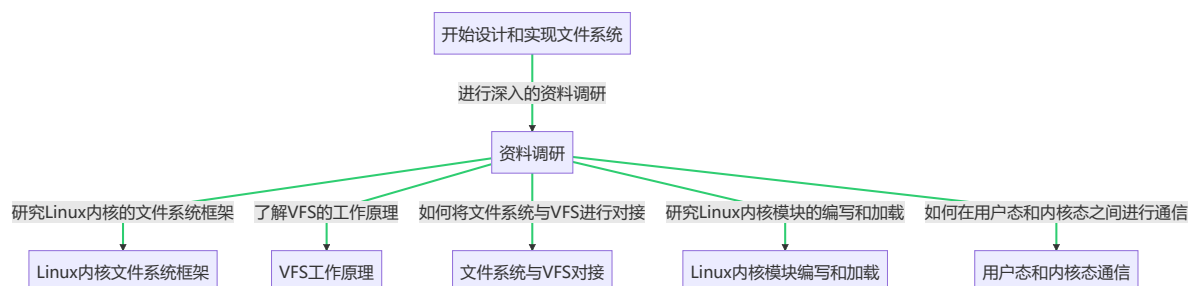 开始设计和实现文件系统
进行深入的资料调研
资料调研
研究Linux内核的文件系统框架
了解VFS的工作原理
如何将文件系统与VFS进行对接
研究Linux内核模块的编写和加载
如何在用户态和内核态之间进行通信
Linux内核文件系统框架
VFS工作原理
文件系统与VFS对接
Linux内核模块编写和加载
用户态和内核态通信